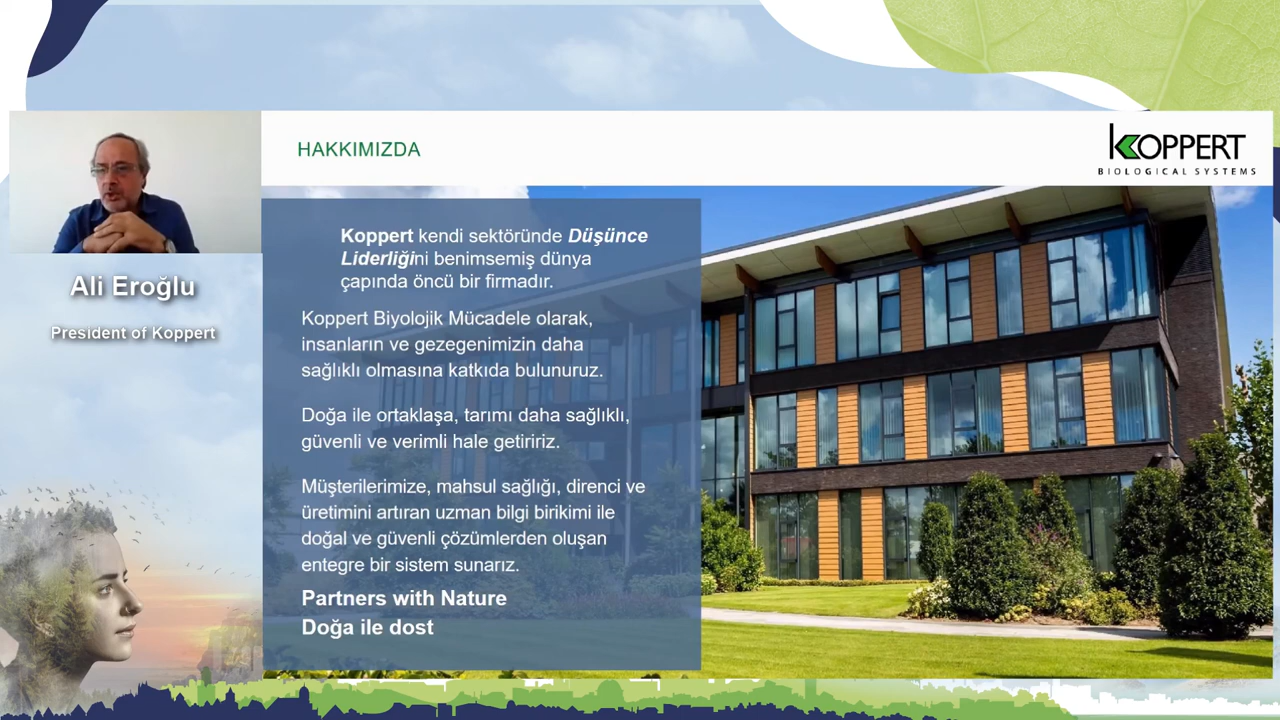 HAKKIMIZDA
KOPPERT
BIOLOGICAL SYSTEMS
Ali Eroğlu
President of Koppert
Koppert kendi sektöründe Düşünce
Liderliğini benimsemiş dünya
çapında öncü bir firmadır.
Koppert Biyolojik Mücadele olarak,
insanların ve gezegenimizin daha
sağlıklı olmasına katkıda bulunuruz.
Doğa ile ortaklaşa, tarımı daha sağlıklı,
güvenli ve verimli hale getiririz.
Müşterilerimize, mahsul sağlığı, direnci ve
üretimini artıran uzman bilgi birikimi ile
doğal ve güvenli çözümlerden oluşan
entegre bir sistem sunarız.
Partners with Nature
Doğa ile dost